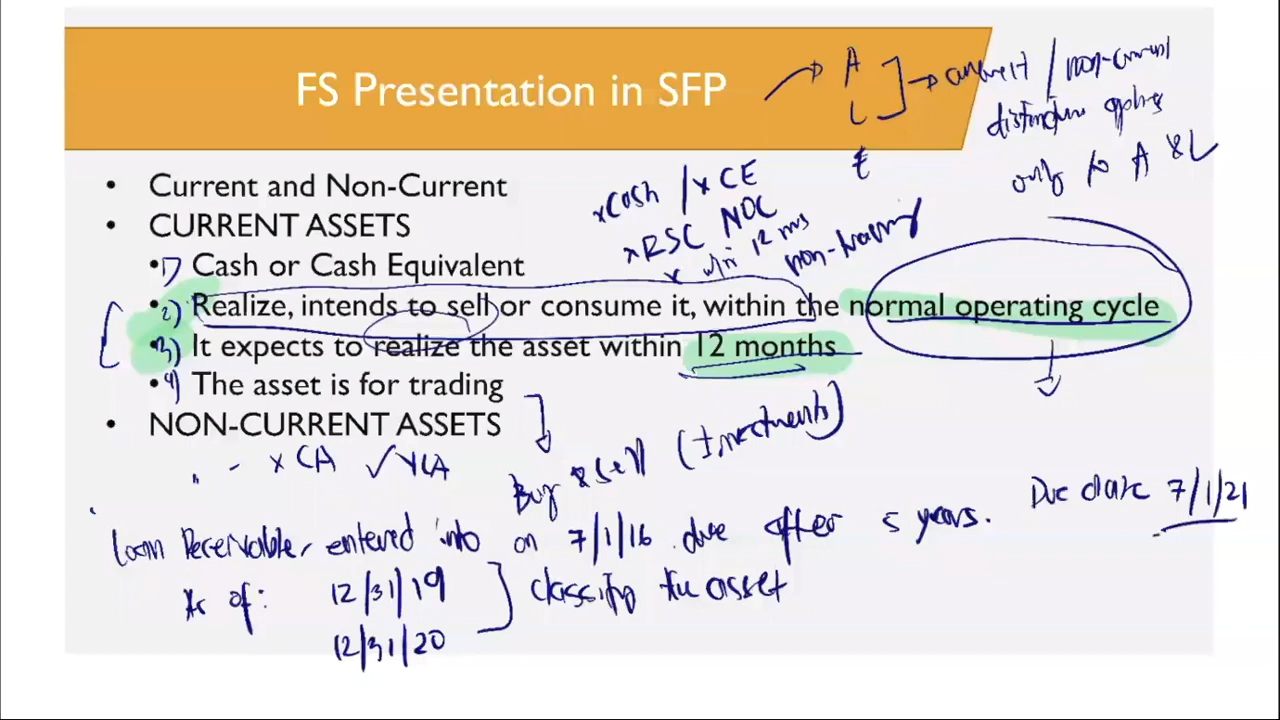 FS Presentation in SFP
A
L
E
current / non-current
distinction applies
only to A & L
• Current and Non-Current
• CURRENT ASSETS
• 1) Cash or Cash Equivalent
• 2) Realize, intends to sell or consume it, within the normal operating cycle
• 3) It expects to realize the asset within 12 months
• 4) The asset is for trading
• NON-CURRENT ASSETS
x Cash / x CE
x RSC NOC
x w/in 12 mos
non-trading
- x CA ✓ NCA
Buy & Sell (Investments)
Loan Receivable, entered into on 7/1/16 due after 5 years. Due date 7/1/21
As of: 12/31/19
12/31/20
classify the asset